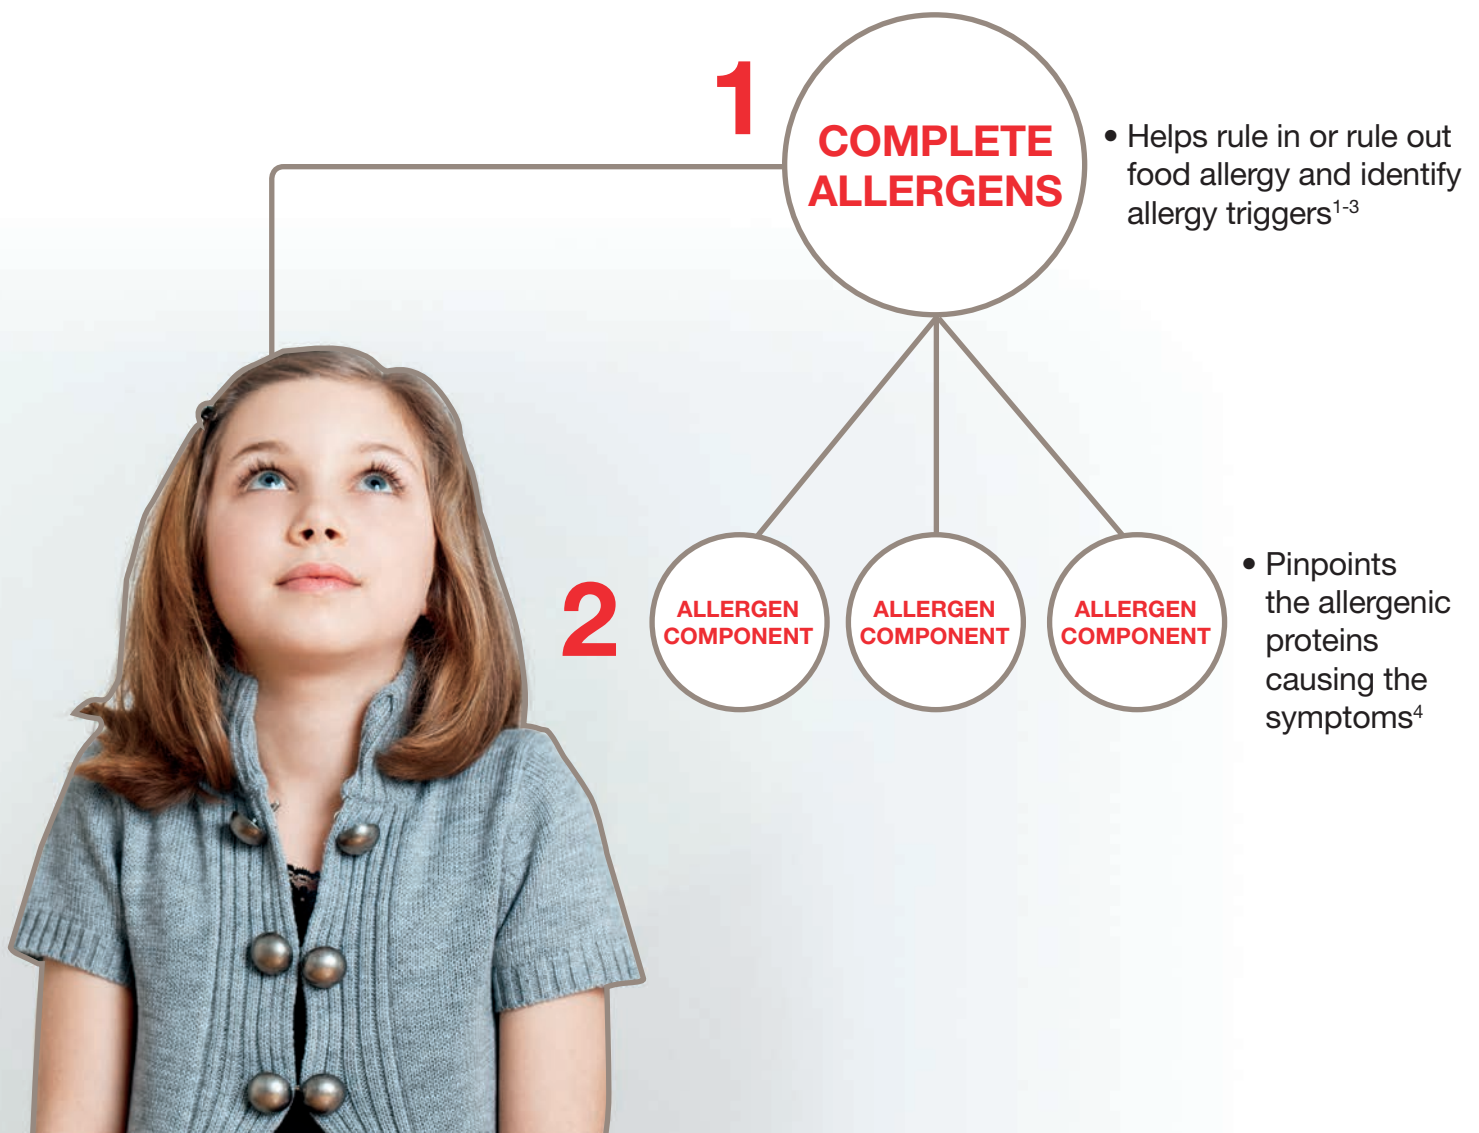 1
COMPLETE
ALLERGENS
• Helps rule in or rule out
food allergy and identify
allergy triggers1-3
2
ALLERGEN
COMPONENT
ALLERGEN
COMPONENT
ALLERGEN
COMPONENT
• Pinpoints
the allergenic
proteins
causing the
symptoms4